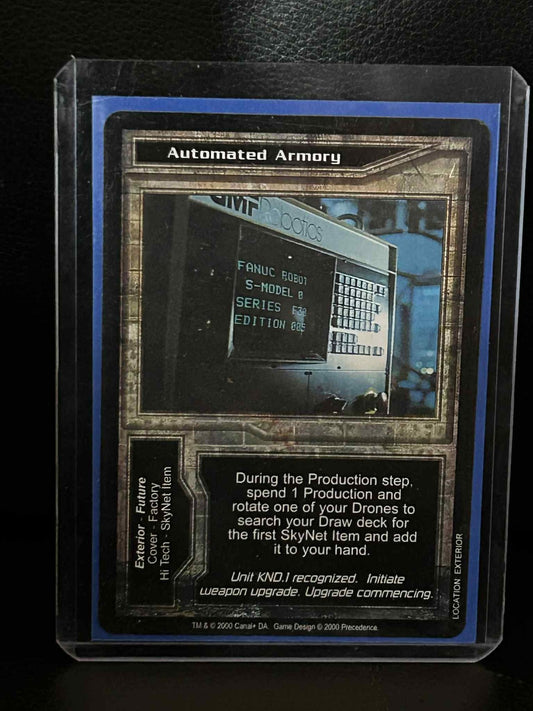 Automated Armory
GMFRobotics
FANUC ROBOT
S-MODEL 0
SERIES F30
EDITION 005
Exterior - Future
Cover - Factory
Hi Tech - SkyNet Item
During the Production step,
spend 1 Production and
rotate one of your Drones to
search your Draw deck for
the first SkyNet Item and add
it to your hand.
Unit KND.1 recognized. Initiate
weapon upgrade. Upgrade commencing.
LOCATION EXTERIOR
TM & © 2000 Canal+ DA. Game Design © 2000 Precedence.